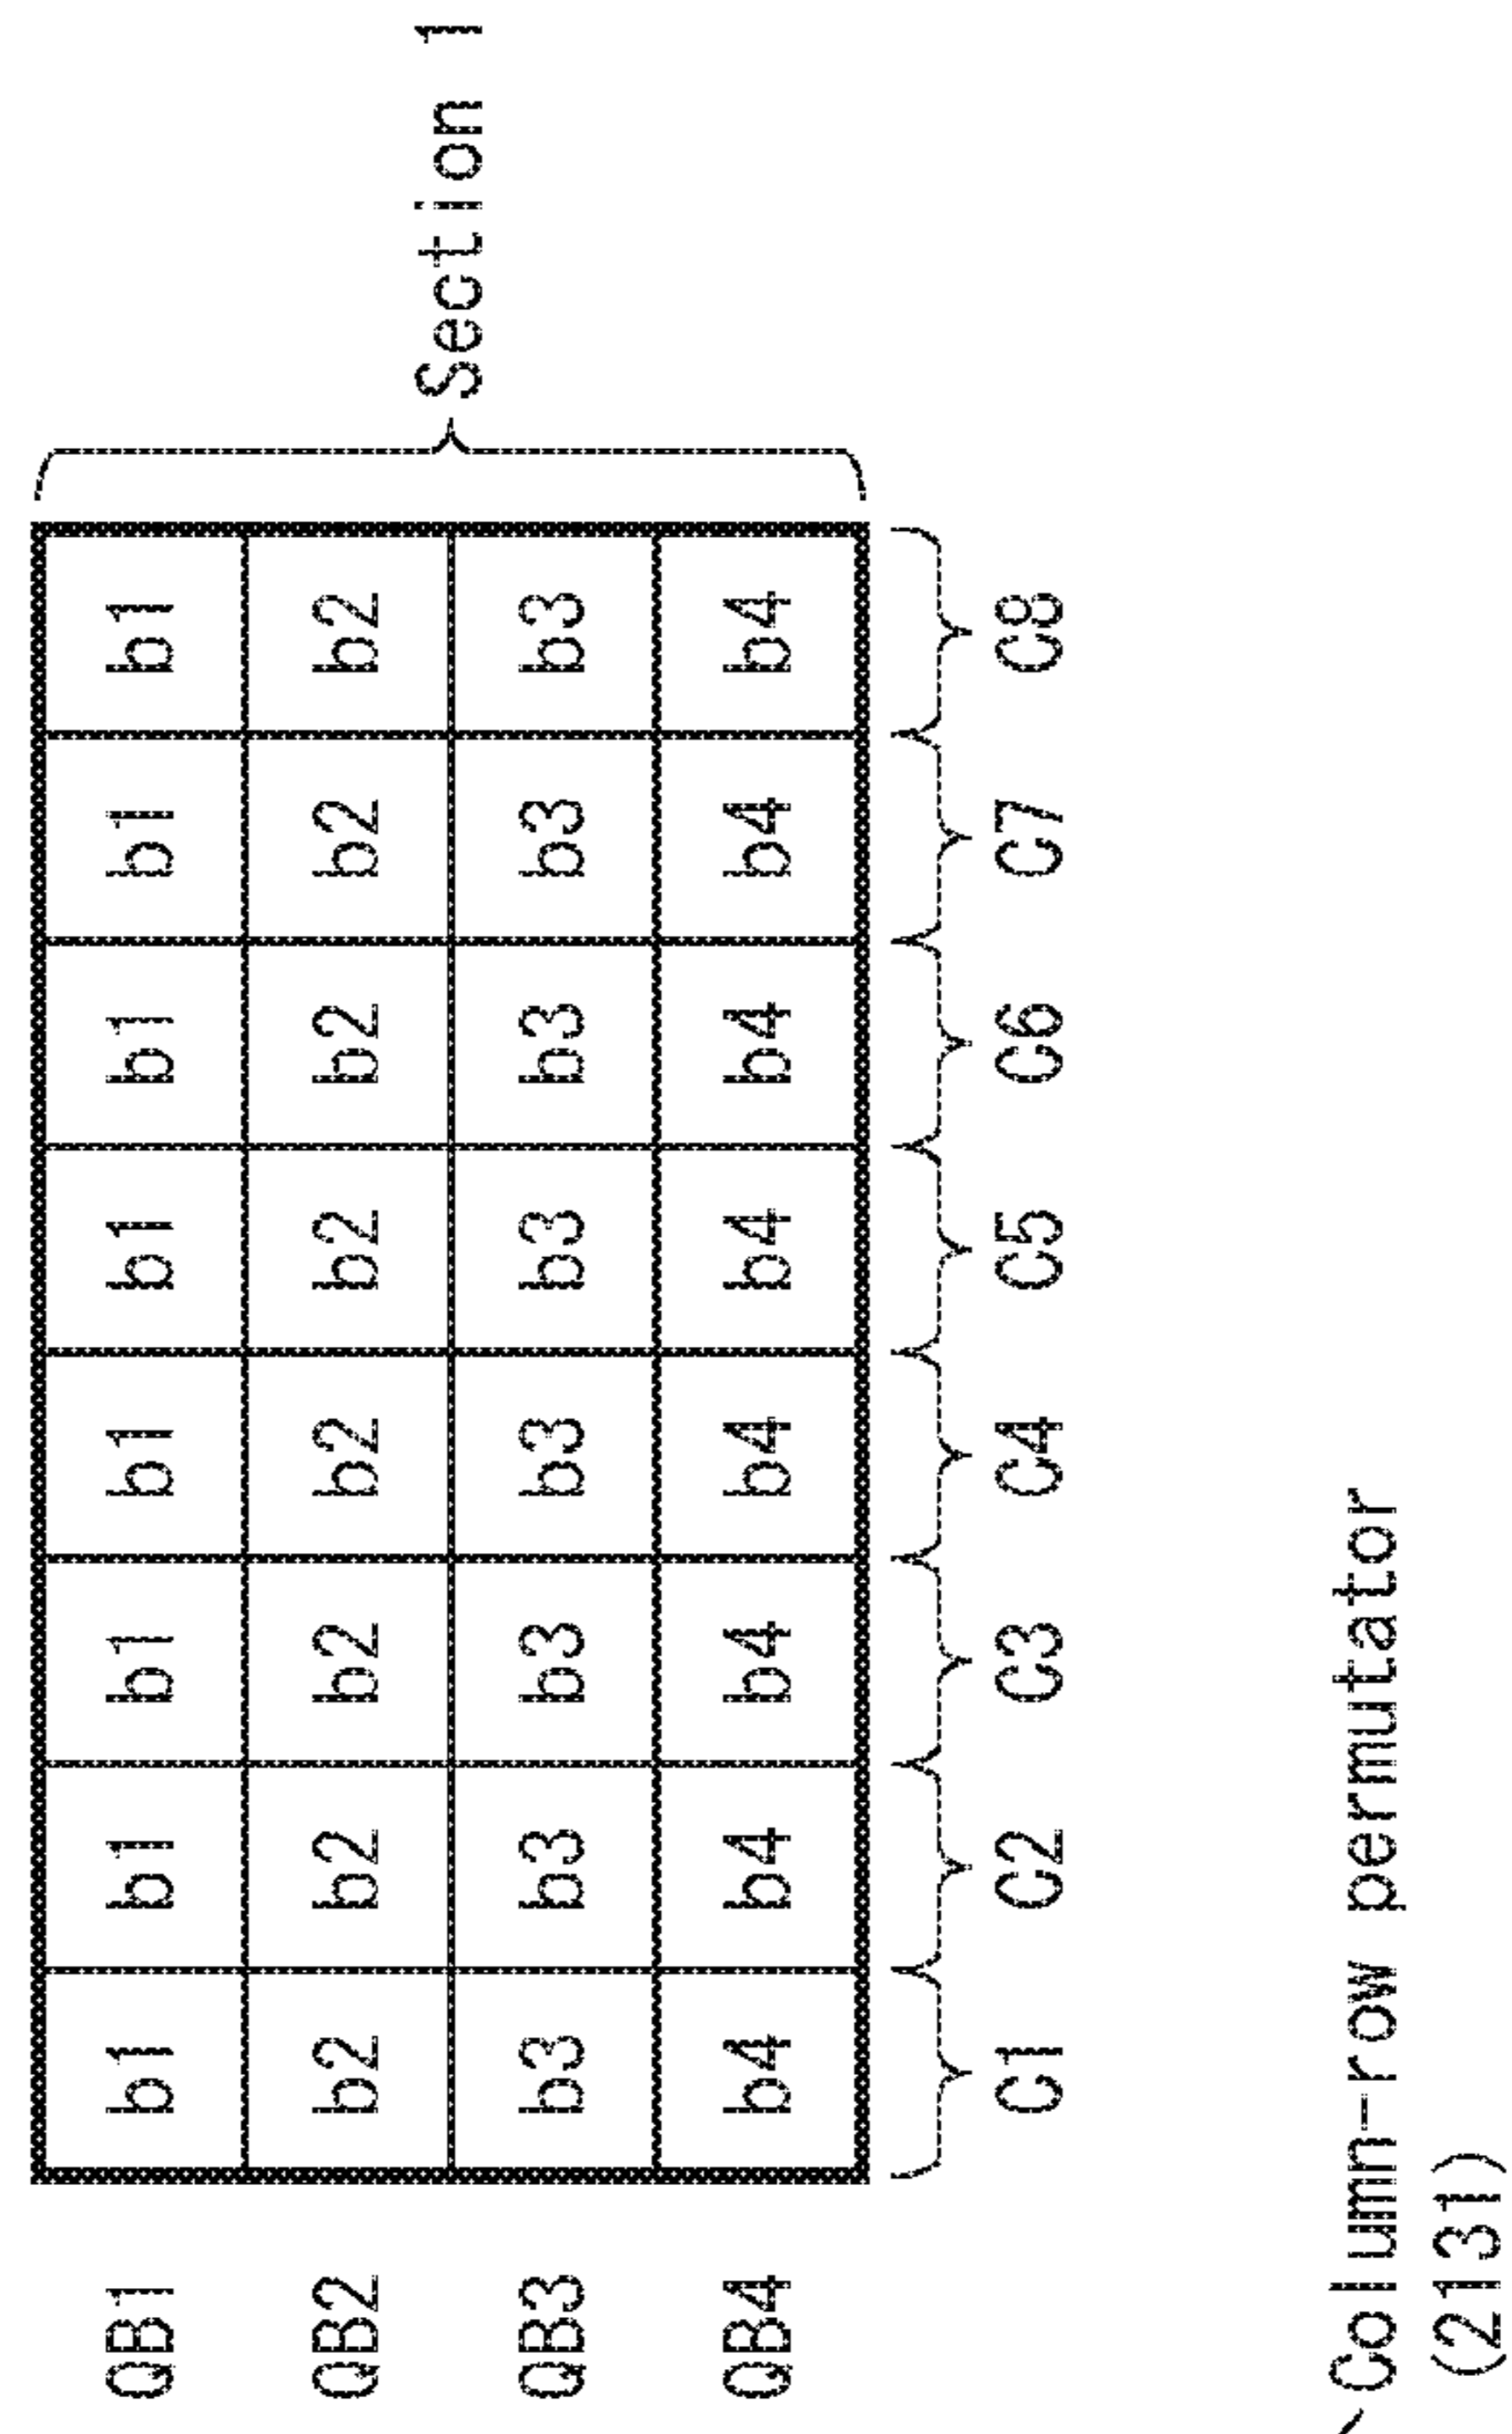 QB1 b1 b1 b1 b1 b1 b1 b1 b1
QB2 b2 b2 b2 b2 b2 b2 b2 b2
QB3 b3 b3 b3 b3 b3 b3 b3 b3
QB4 b4 b4 b4 b4 b4 b4 b4 b4
Section 1
C1 C2 C3 C4 C5 C6 C7 C8
Column-row permutator
(2131)